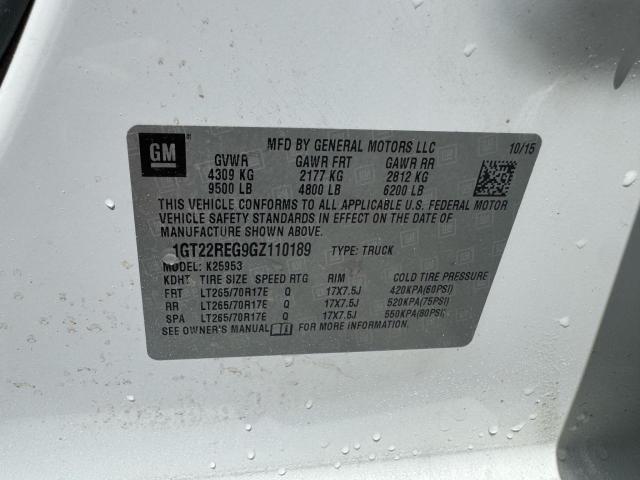 GM
MFD BY GENERAL MOTORS LLC 10/15
GVWR GAWR FRT GAWR RR
4309 KG 2177 KG 2812 KG
9500 LB 4800 LB 6200 LB
THIS VEHICLE CONFORMS TO ALL APPLICABLE U.S. FEDERAL MOTOR
VEHICLE SAFETY STANDARDS IN EFFECT ON THE DATE OF
MANUFACTURE SHOWN ABOVE.
1GT22REG9GZ110189 TYPE: TRUCK
MODEL: K25953
KDHT TIRE SIZE SPEED RTG RIM COLD TIRE PRESSURE
FRT LT265/70R17E Q 17X7.5J 420KPA(60PSI)
RR LT265/70R17E Q 17X7.5J 520KPA(75PSI)
SPA LT265/70R17E Q 17X7.5J 550KPA(80PSI)
SEE OWNER'S MANUAL FOR MORE INFORMATION.